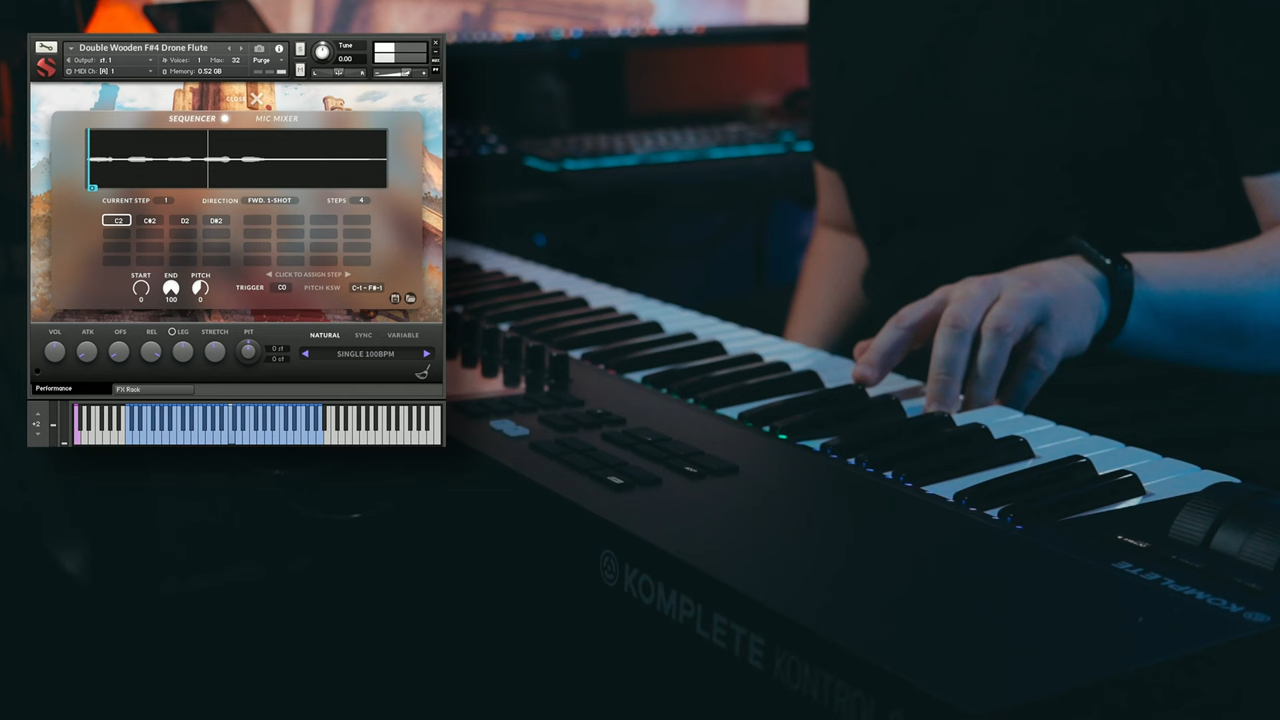 Double Wooden F#4 Drone Flute
Output: st.1 Voices: 1 Max: 32 Purge
MIDI Ch: [A] 1 Memory: 0.52 GB
S
M
Tune
0.00
L R
CLOSE
SEQUENCER MIC MIXER
CURRENT STEP 1 DIRECTION FWD. 1-SHOT STEPS 4
C2 C#2 D2 D#2
START END PITCH
0 100 0
CLICK TO ASSIGN STEP
TRIGGER C0 PITCH KSW C-1 - F#-1
VOL ATK OFS REL LEG STRETCH PIT
0 st
0 ct
NATURAL SYNC VARIABLE
SINGLE 100BPM
Performance FX Rack
+2
KOMPLETE KONTROL
KOMPLETE